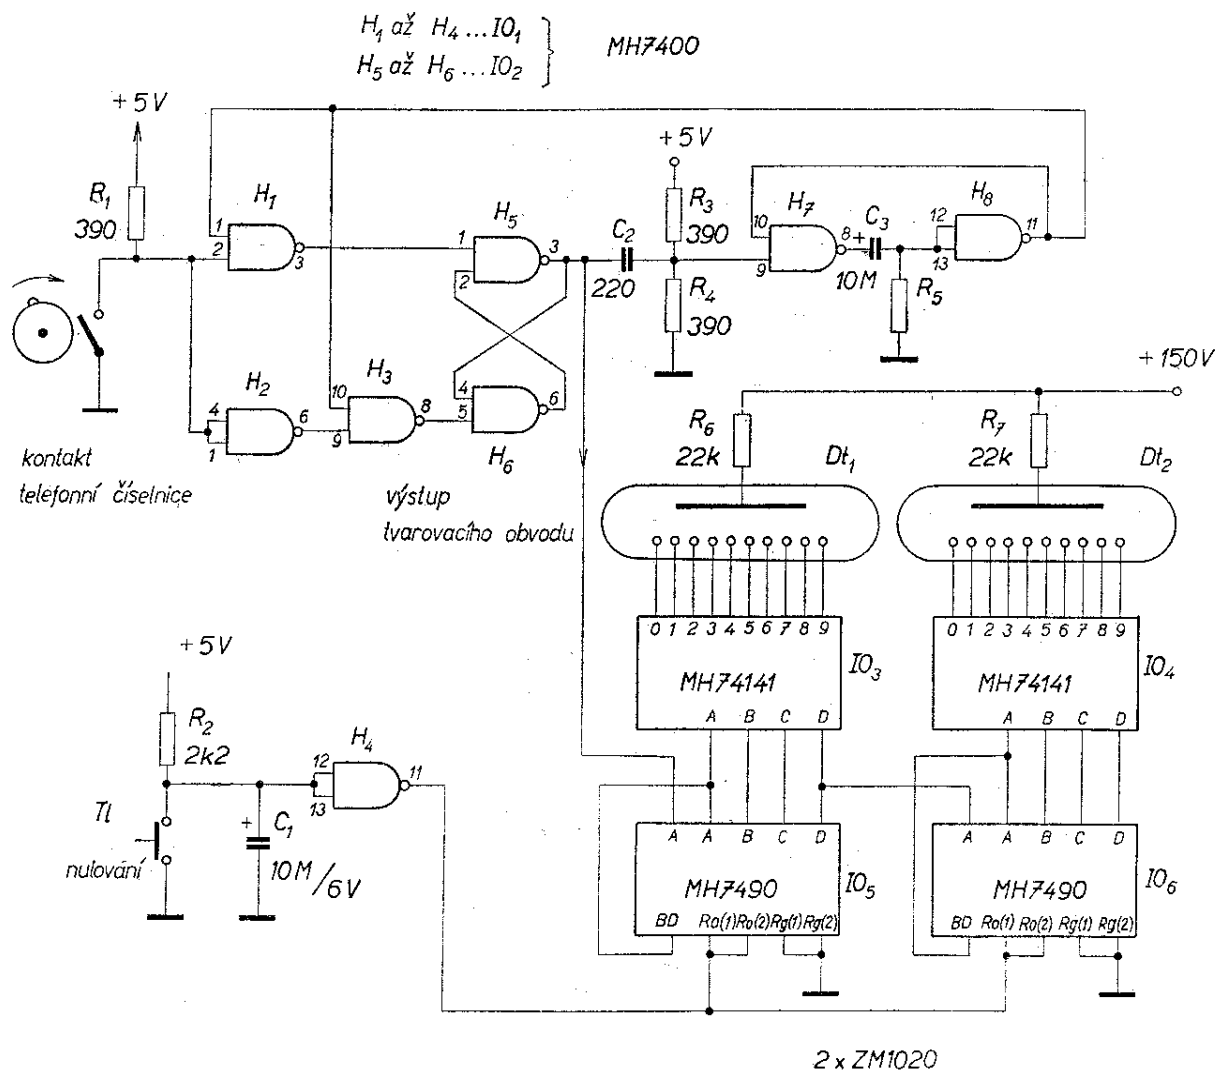 H1 až H4 ...IO1
H5 až H6 ...IO2
MH7400
+5V
R1
390
H1
1
2
3
H5
1
2
3
C2
220
+5V
R3
390
R4
390
H7
10
9
8
+
C3
10M
R5
H8
12
13
11
H2
4
1
6
H3
10
9
8
4
5
6
H6
kontakt
telefonní číselnice
výstup
tvarovacího obvodu
+150V
R6
22k
Dt1
R7
22k
Dt2
0 1 2 3 4 5 6 7 8 9
MH74141
A B C D
IO3
0 1 2 3 4 5 6 7 8 9
MH74141
A B C D
IO4
+5V
R2
2k2
H4
12
13
11
Tl
nulování
+
C1
10M/6V
A A B C D
MH7490
BD Ro(1) Ro(2) Rg(1) Rg(2)
IO5
A A B C D
MH7490
BD Ro(1) Ro(2) Rg(1) Rg(2)
IO6
2 x ZM1020